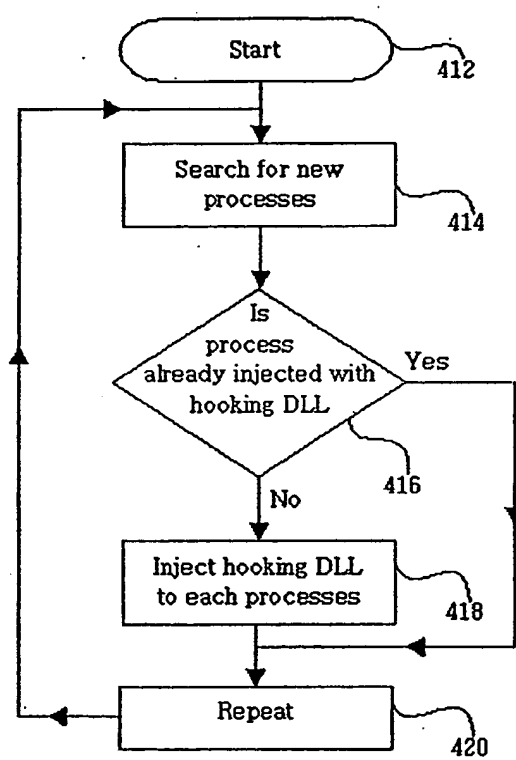 Start
412
Search for new
processes
414
Is
process
already injected with
hooking DLL
Yes
416
No
Inject hooking DLL
to each processes
418
Repeat
420